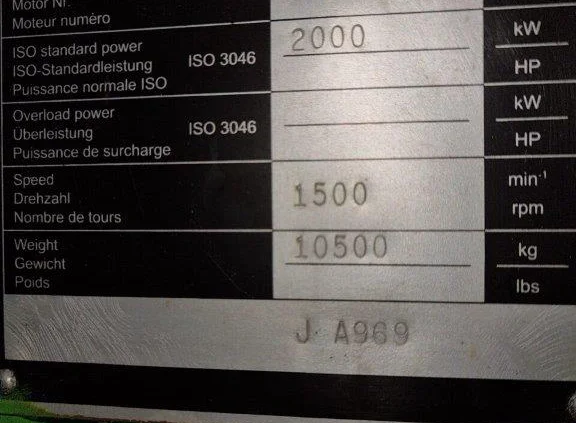 Motor Nr.
Moteur numéro
ISO standard power
ISO-Standardleistung ISO 3046 2000 kW
Puissance normale ISO HP
Overload power
Überleistung ISO 3046 kW
Puissance de surcharge HP
Speed min⁻¹
Drehzahl 1500
Nombre de tours rpm
Weight 10500 kg
Gewicht
Poids lbs
J A969